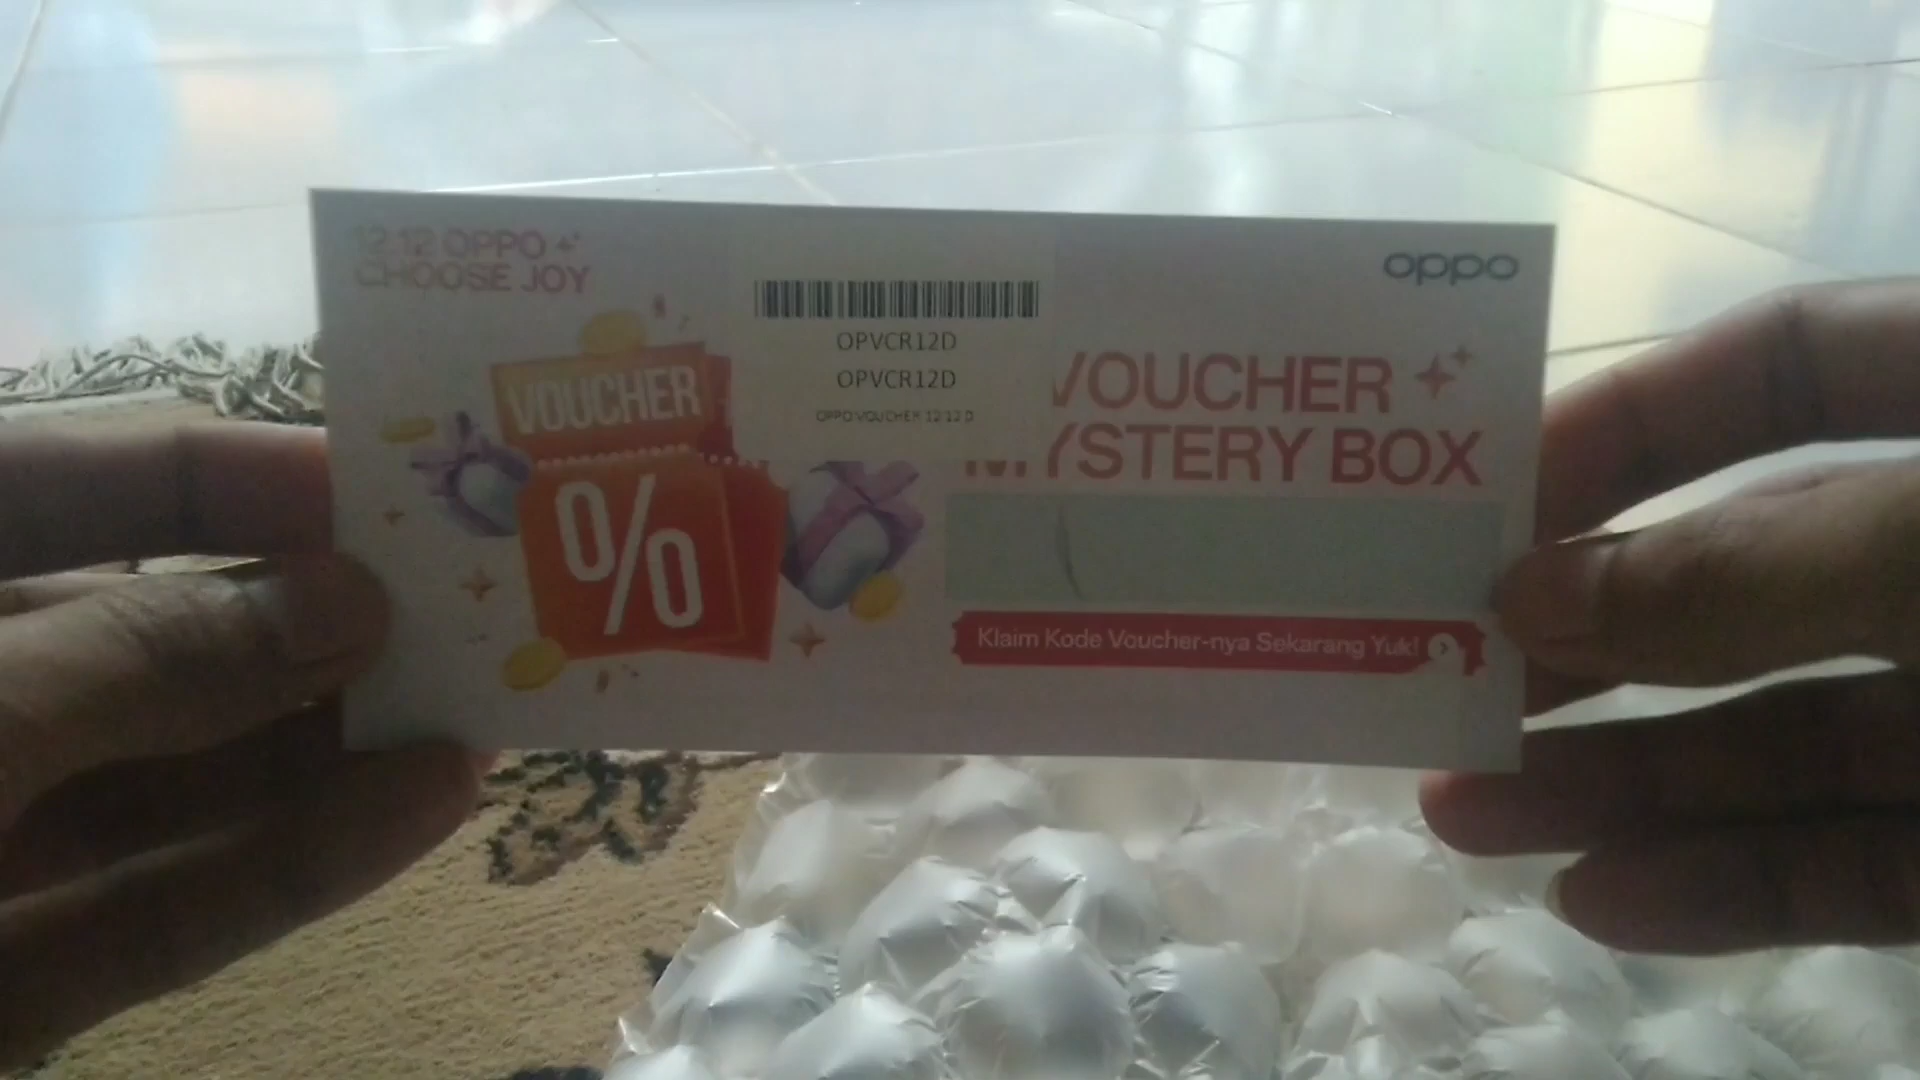 12.12 OPPO
CHOOSE JOY
oppo
OPVCR12D
OPVCR12D
OPPO VOUCHER 12 12 D
VOUCHER
%
VOUCHER
MYSTERY BOX
Klaim Kode Voucher-nya Sekarang Yuk!